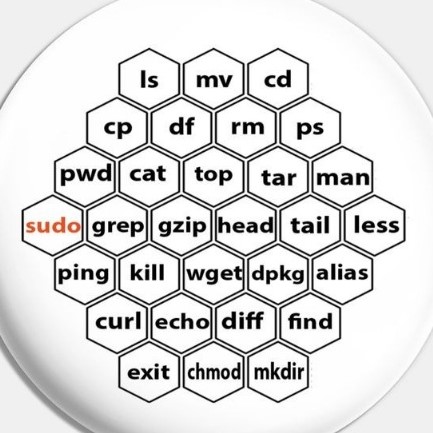 ls mv cd
cp df rm ps
pwd cat top tar man
sudo grep gzip head tail less
ping kill wget dpkg alias
curl echo diff find
exit chmod mkdir